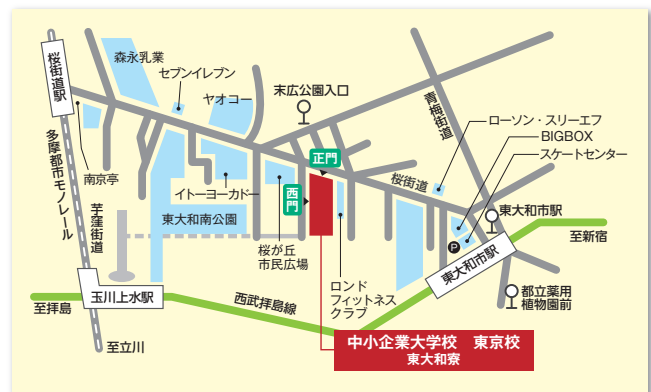 桜街道駅
森永乳業
セブンイレブン
ヤオコー
末広公園入口
青梅街道
ローソン・スリーエフ
BIGBOX
スケートセンター
多摩都市モノレール
南京亭
イトーヨーカドー
正門
西門
桜街道
芋窪街道
東大和南公園
桜が丘
市民広場
ロンド
フィットネス
クラブ
P
東大和市駅
東大和市駅
至新宿
玉川上水駅
至拝島
西武拝島線
都立薬用
植物園前
至立川
中小企業大学校 東京校
東大和寮